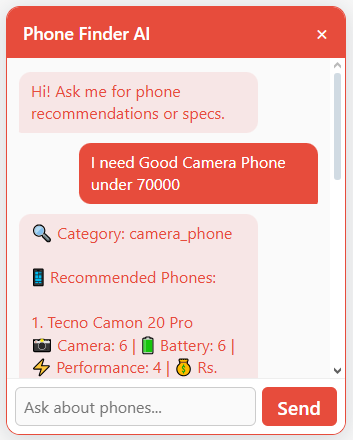 Phone Finder AI ×
Hi! Ask me for phone
recommendations or specs.
I need Good Camera Phone
under 70000
🔍 Category: camera_phone
📱 Recommended Phones:
1. Tecno Camon 20 Pro
📷 Camera: 6 | 🔋 Battery: 6 |
⚡ Performance: 4 | 💰 Rs.
Ask about phones...
Send